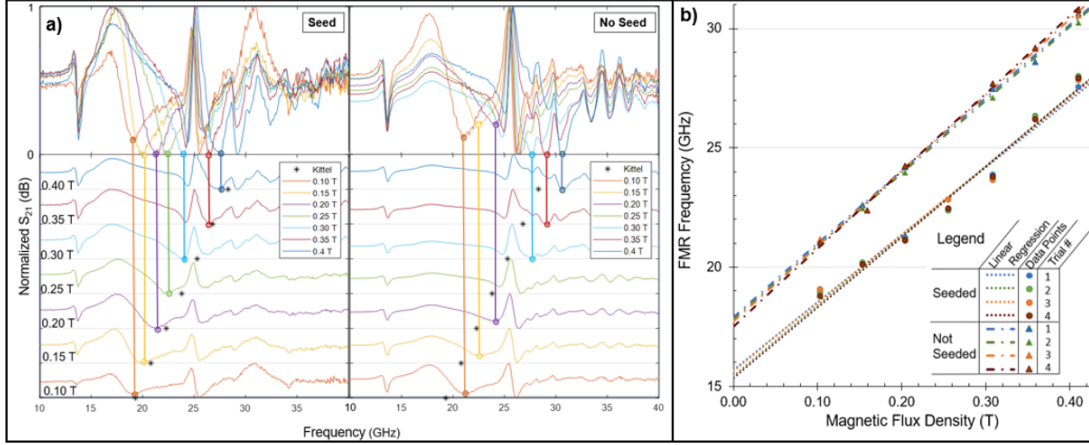 a)
Seed
No Seed
1
0
Normalized S21 (dB)
0.40 T
0.35 T
0.30 T
0.25 T
0.20 T
0.15 T
0.10 T
* Kittel
0.10 T
0.15 T
0.20 T
0.25 T
0.30 T
0.35 T
0.4 T
* Kittel
0.10 T
0.15 T
0.20 T
0.25 T
0.30 T
0.35 T
0.4 T
10 15 20 25 30 35 10 15 20 25 30 35 40
Frequency (GHz)
b)
FMR Frequency (GHz)
30
25
20
15
0.00 0.10 0.20 0.30 0.40
Magnetic Flux Density (T)
Legend
Linear Regression
Data Points
Trial #
Seeded
1
2
3
4
Not Seeded
1
2
3
4